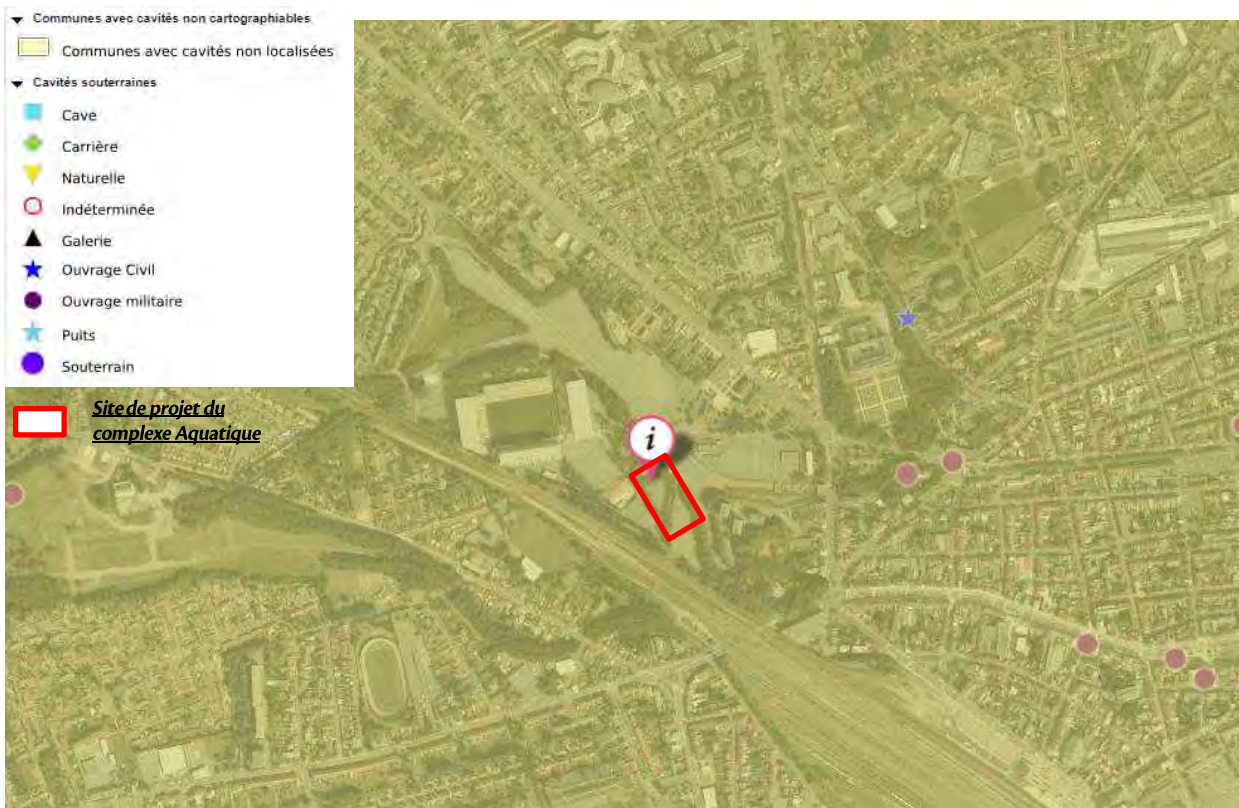 Communes avec cavités non cartographiables
Communes avec cavités non localisées
Cavités souterraines
Cave
Carrière
Naturelle
Indéterminée
Galerie
Ouvrage Civil
Ouvrage militaire
Puits
Souterrain
Site de projet du
complexe Aquatique
i